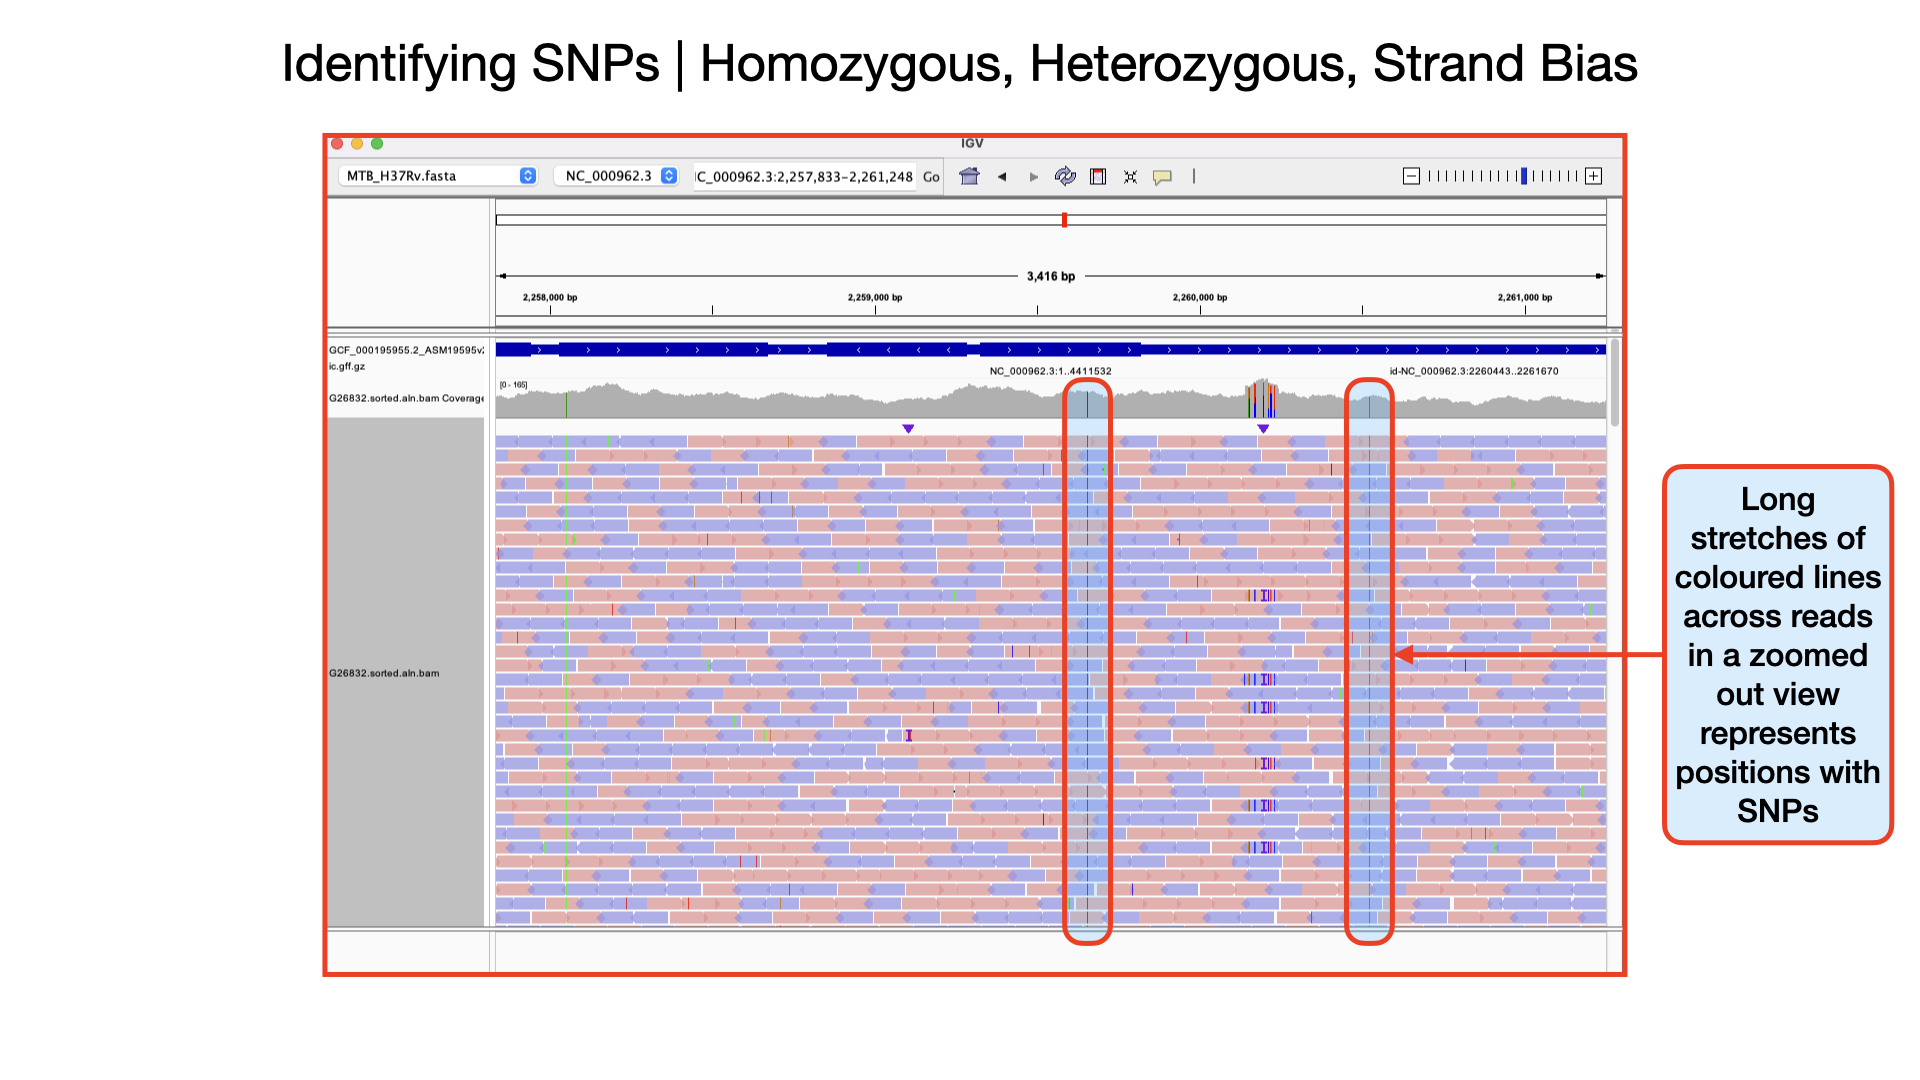 Identifying SNPs | Homozygous, Heterozygous, Strand Bias
IGV
MTB_H37Rv.fasta
NC_000962.3
IC_000962.3:2,257,833-2,261,248
Go
3,416 bp
2,258,000 bp
2,259,000 bp
2,260,000 bp
2,261,000 bp
GCF_000195955.2_ASM19595v2
ic.gff.gz
NC_000962.3:1..4411532
id-NC_000962.3:2260443..2261670
[0 - 165]
G26832.sorted.aln.bam Coverage
G26832.sorted.aln.bam
Long
stretches of
coloured lines
across reads
in a zoomed
out view
represents
positions with
SNPs